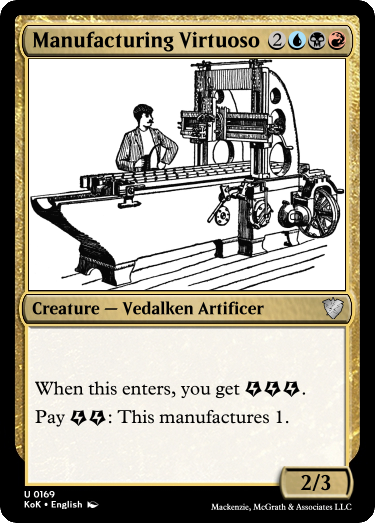 Manufacturing Virtuoso 2
Creature — Vedalken Artificer
When this enters, you get .
Pay : This manufactures 1.
2/3
U 0169
KoK • English
Mackenzie, McGrath & Associates LLC